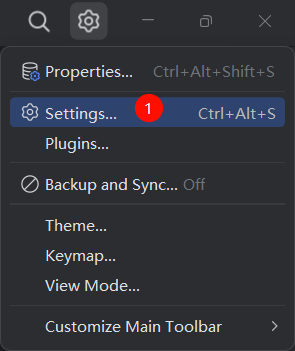 Properties... Ctrl+Alt+Shift+S
Settings... 1 Ctrl+Alt+S
Plugins...
Backup and Sync... Off
Theme...
Keymap...
View Mode...
Customize Main Toolbar